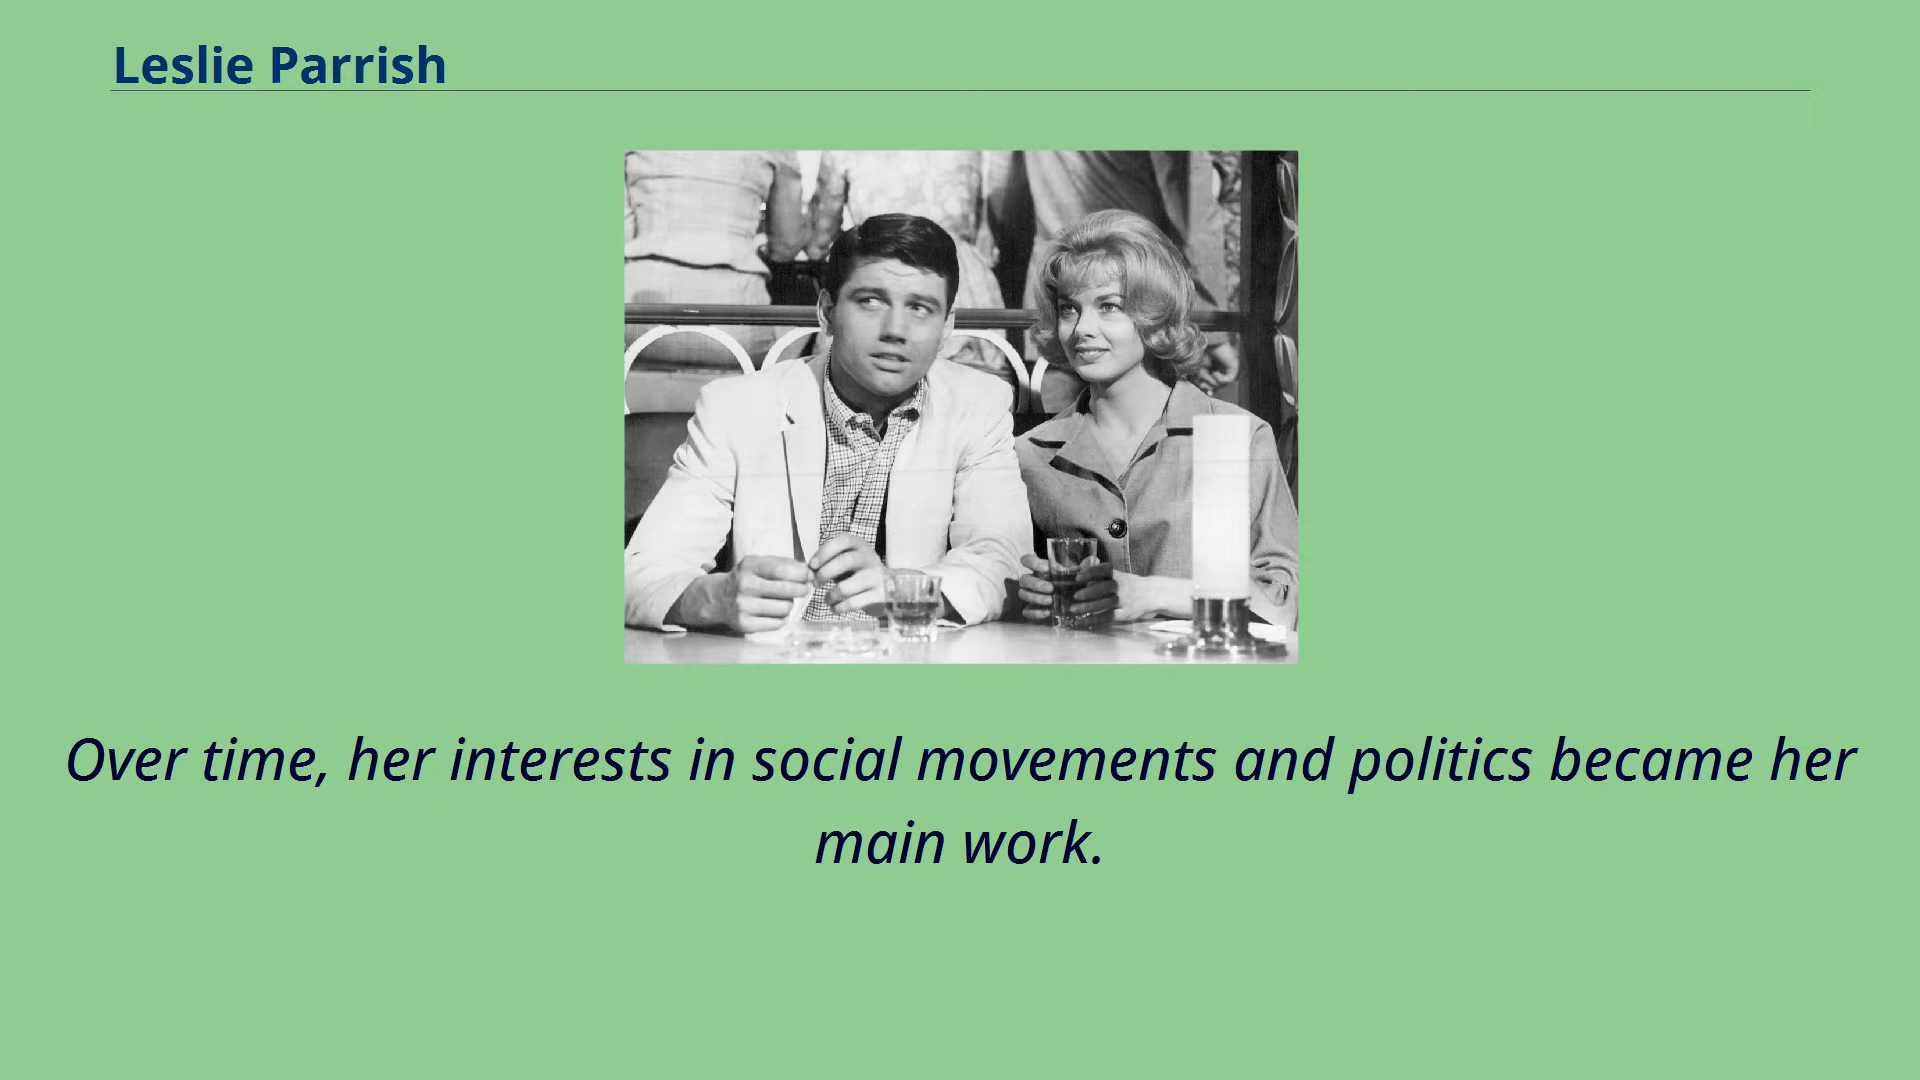 Leslie Parrish
Over time, her interests in social movements and politics became her
main work.